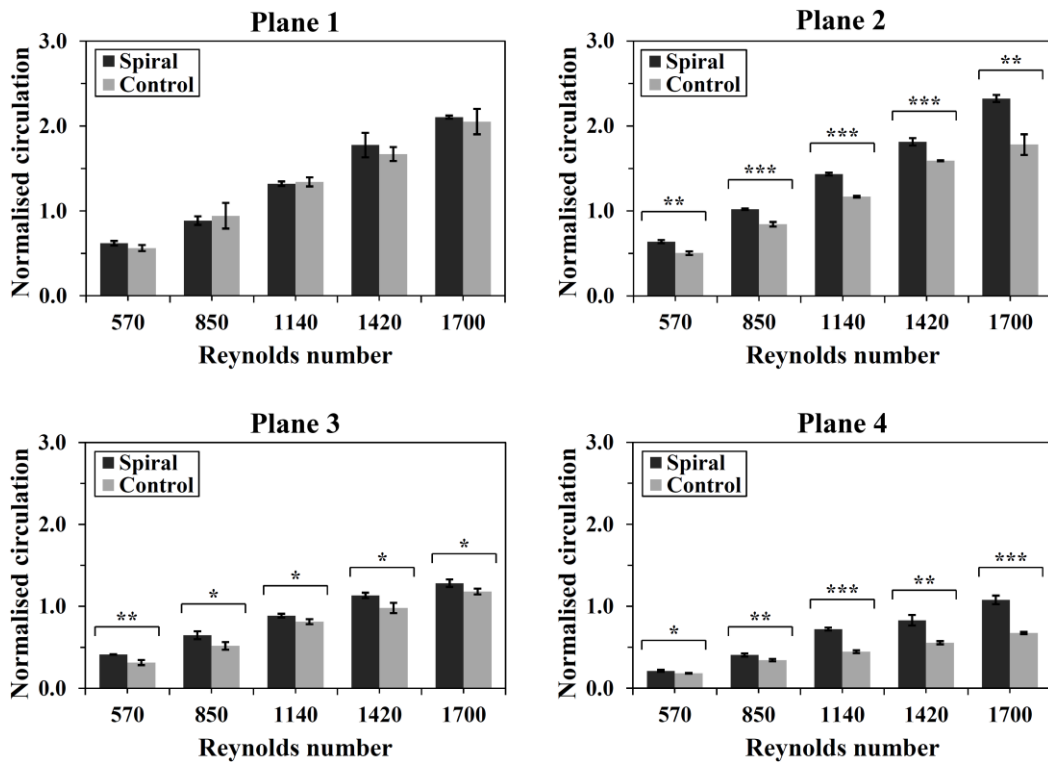 Plane 1
Normalised circulation
3.0
2.0
1.0
0.0
Spiral
Control
570 850 1140 1420 1700
Reynolds number
Plane 2
Normalised circulation
3.0
2.0
1.0
0.0
Spiral
Control
** *** *** *** **
570 850 1140 1420 1700
Reynolds number
Plane 3
Normalised circulation
3.0
2.0
1.0
0.0
Spiral
Control
** * * * *
570 850 1140 1420 1700
Reynolds number
Plane 4
Normalised circulation
3.0
2.0
1.0
0.0
Spiral
Control
* ** *** ** ***
570 850 1140 1420 1700
Reynolds number